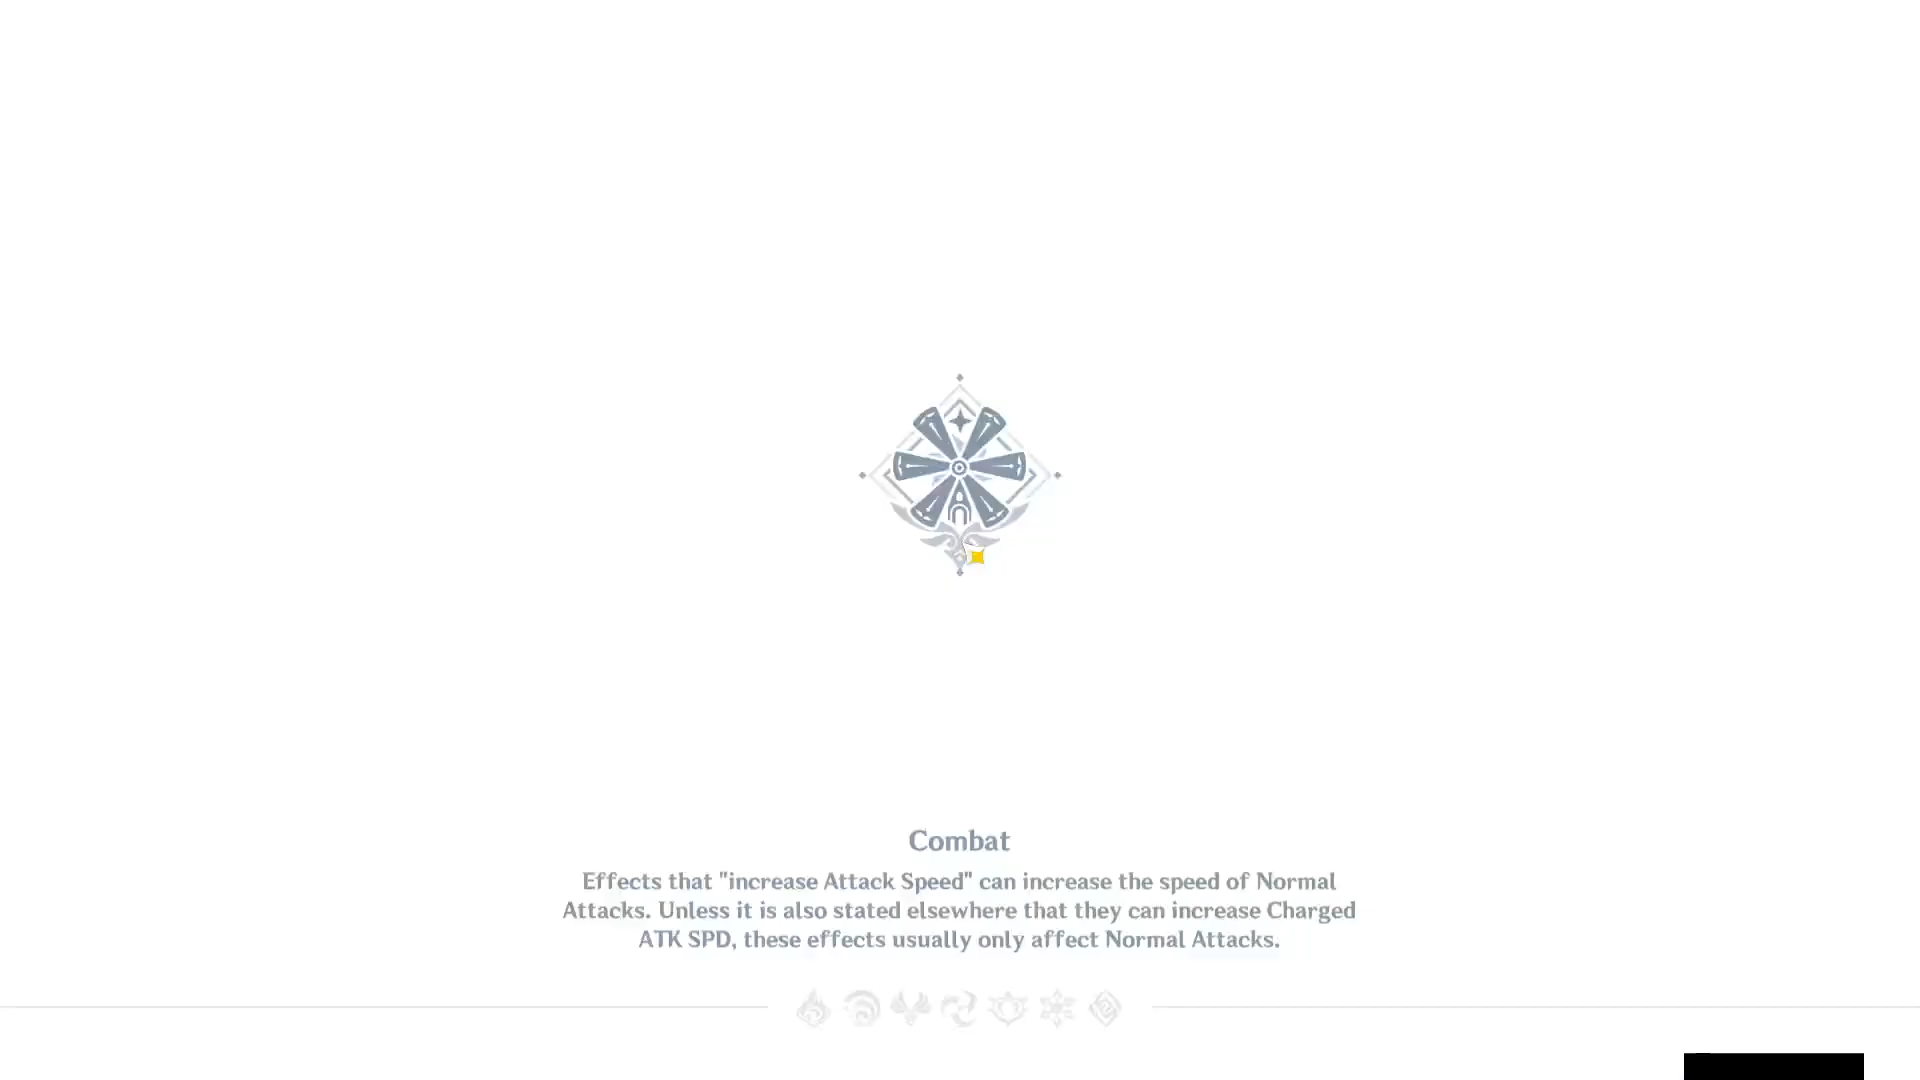 Combat
Effects that "increase Attack Speed" can increase the speed of Normal
Attacks. Unless it is also stated elsewhere that they can increase Charged
ATK SPD, these effects usually only affect Normal Attacks.